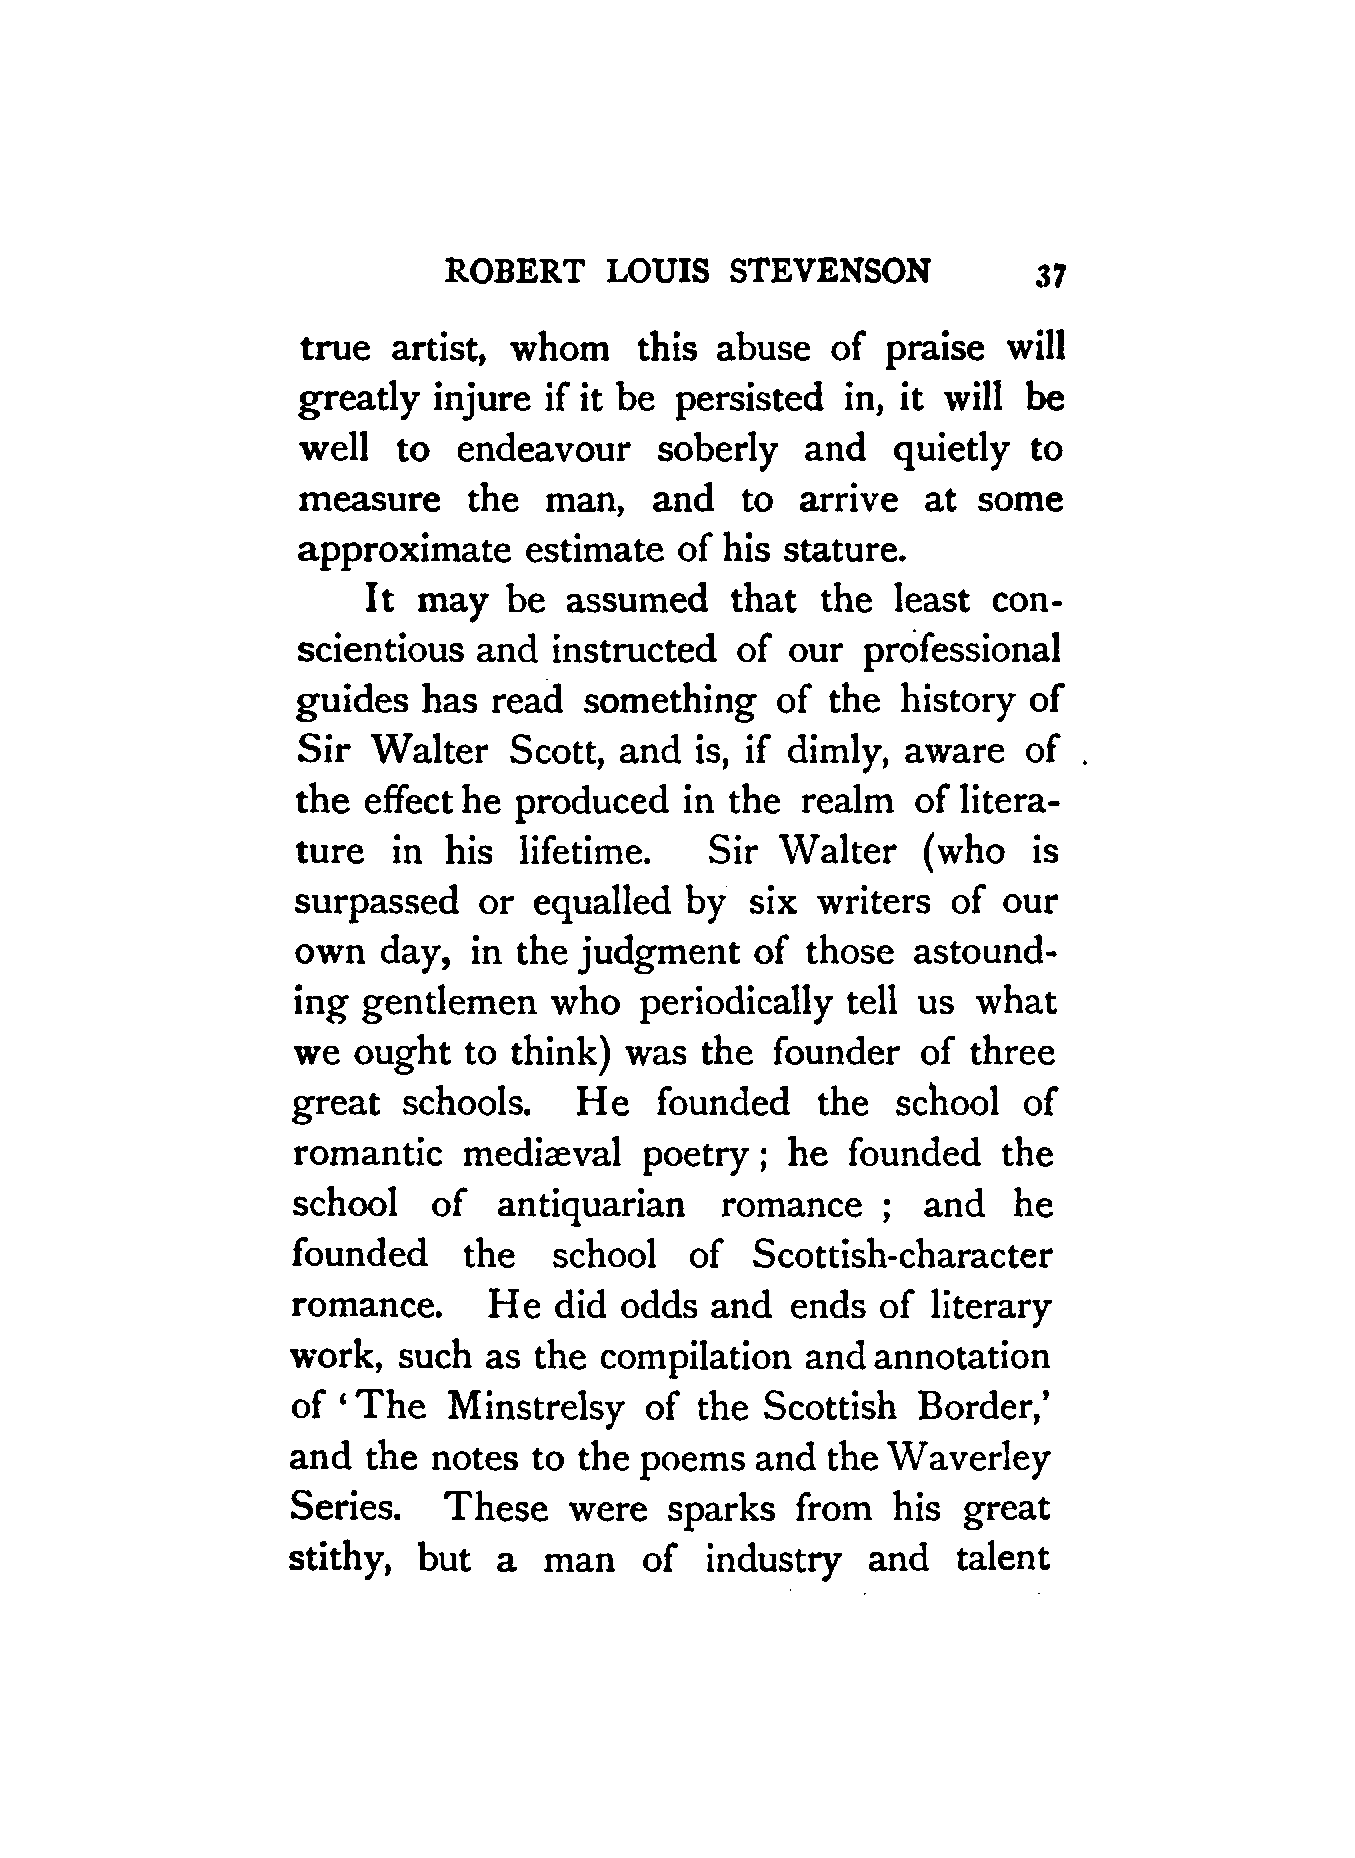 ROBERT LOUIS STEVENSON 37
true artist, whom this abuse of praise will
greatly injure if it be persisted in, it will be
well to endeavour soberly and quietly to
measure the man, and to arrive at some
approximate estimate of his stature.
It may be assumed that the least con-
scientious and instructed of our professional
guides has read something of the history of
Sir Walter Scott, and is, if dimly, aware of
the effect he produced in the realm of litera-
ture in his lifetime. Sir Walter (who is
surpassed or equalled by six writers of our
own day, in the judgment of those astound-
ing gentlemen who periodically tell us what
we ought to think) was the founder of three
great schools. He founded the school of
romantic mediæval poetry ; he founded the
school of antiquarian romance ; and he
founded the school of Scottish-character
romance. He did odds and ends of literary
work, such as the compilation and annotation
of ‘The Minstrelsy of the Scottish Border,’
and the notes to the poems and the Waverley
Series. These were sparks from his great
stithy, but a man of industry and talent